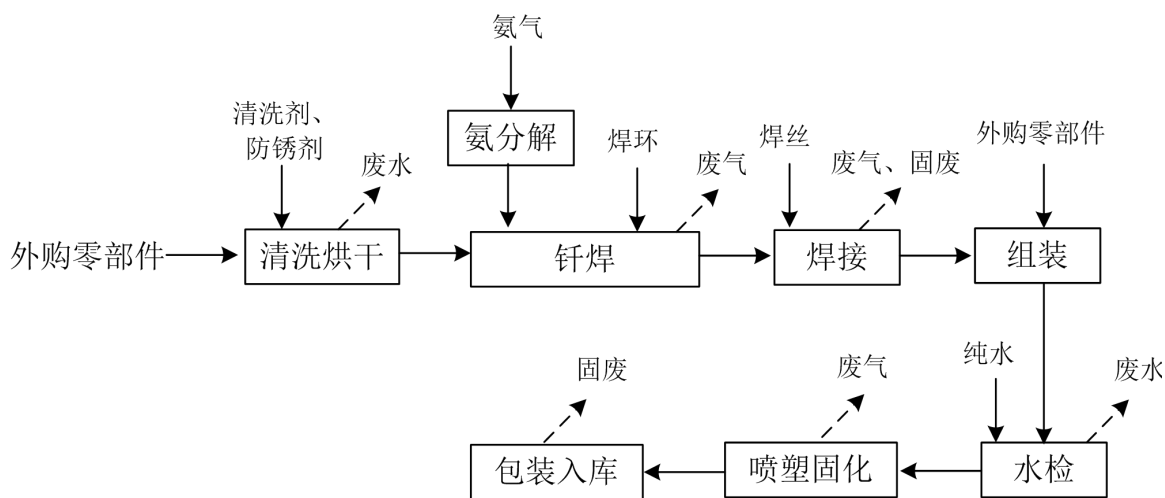 氨气
清洗剂、
防锈剂
废水
氨分解
焊环
废气
焊丝
废气、固废
外购零部件
外购零部件
清洗烘干
钎焊
焊接
组装
固废
废气
纯水
废水
包装入库
喷塑固化
水检